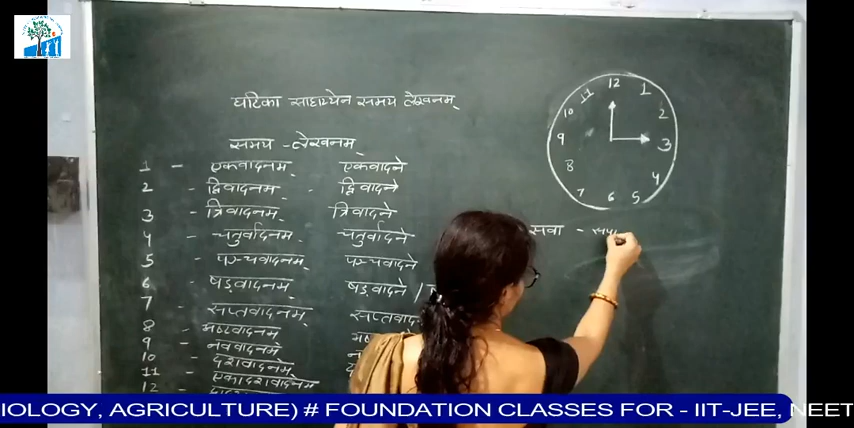 घटिका साहाय्येन समय लेखनम्
समय - लेखनम्
1 - एकवादनम् एकवादने
2 - द्विवादनम् - द्विवादने
3 - त्रिवादनम् त्रिवादने
4 - चतुर्वादनम् चतुर्वादने
5 - पञ्चवादनम् पञ्चवादने
6 - षड्वादनम् षड्वादने /
7 - सप्तवादनम् सप्तवाद
8 - अष्टवादनम्
9 - नववादनम्
10 - दशवादनम्
11 - एकादशवादनम्
12 -
12
1
2
3
4
5
6
7
8
9
10
11
सवा - सपा
IOLOGY, AGRICULTURE) # FOUNDATION CLASSES FOR - IIT-JEE, NEET